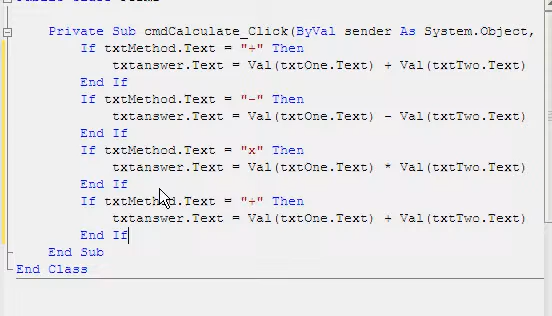 Private Sub cmdCalculate_Click(ByVal sender As System.Object,
If txtMethod.Text = "+" Then
txtanswer.Text = Val(txtOne.Text) + Val(txtTwo.Text)
End If
If txtMethod.Text = "-" Then
txtanswer.Text = Val(txtOne.Text) - Val(txtTwo.Text)
End If
If txtMethod.Text = "x" Then
txtanswer.Text = Val(txtOne.Text) * Val(txtTwo.Text)
End If
If txtMethod.Text = "+" Then
txtanswer.Text = Val(txtOne.Text) + Val(txtTwo.Text)
End If
End Sub
End Class